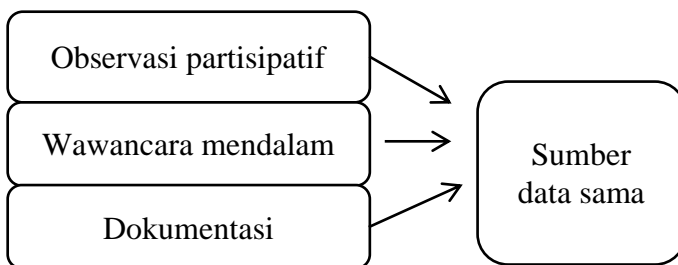 Observasi partisipatif
Wawancara mendalam
Dokumentasi
Sumber
data sama